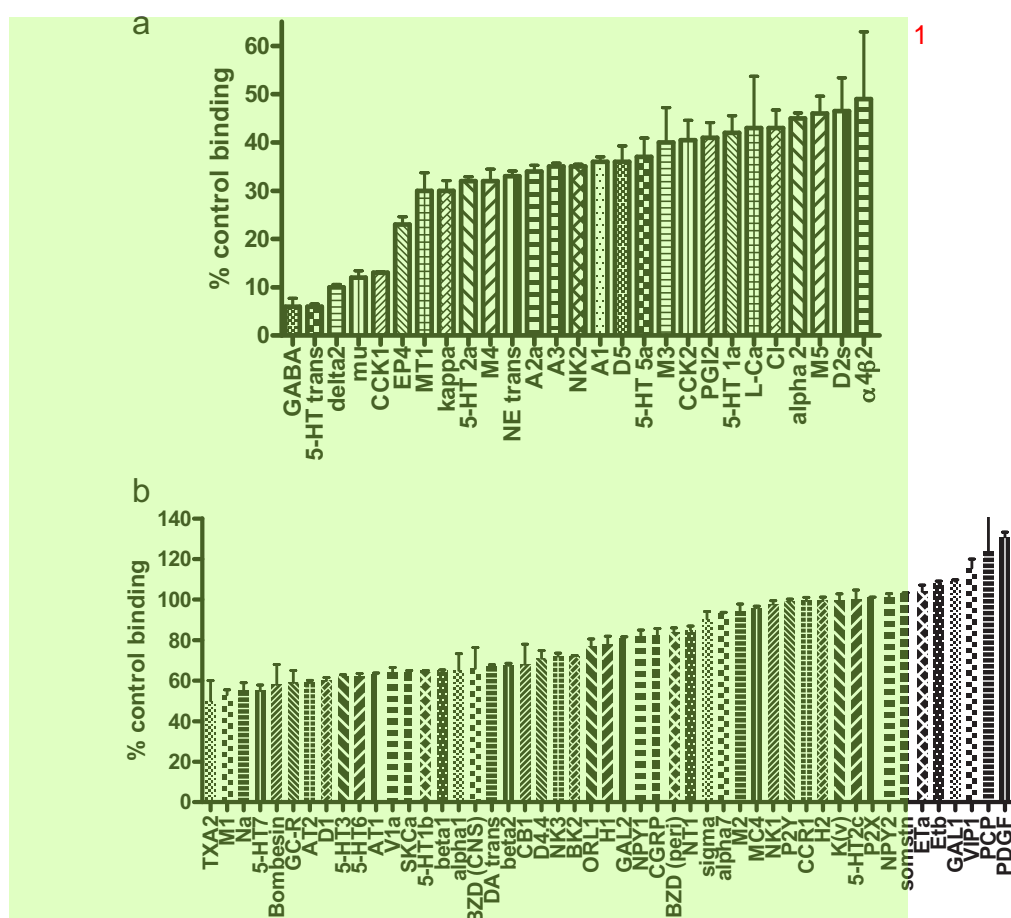 a
1
60
50
40
30
20
10
0
% control binding
GABA
5-HT trans
delta2
mu
CCK1
EP4
MT1
kappa
5-HT 2a
M4
NE trans
A2a
A3
NK2
A1
D5
5-HT 5a
M3
CCK2
PGI2
5-HT 1a
L-Ca
Cl
alpha 2
M5
D2s
α4β2
b
140
120
100
80
60
40
20
0
% control binding
TXA2
M1
Na
5-HT7
Bombesin
GC-R
AT2
D1
5-HT3
5-HT6
AT1
V1a
SKCa
5-HT1b
beta1
alpha1
BZD (CNS)
DA trans
beta2
CB1
D4.4
NK3
BK2
ORL1
H1
GAL2
NPY1
CGRP
BZD (peri)
NT1
sigma
alpha7
M2
MC4
NK1
P2Y
CCR1
H2
K(v)
5-HT2c
P2X
NPY2
somstn
ETa
Etb
GAL1
VIP1
PCP
PDGF